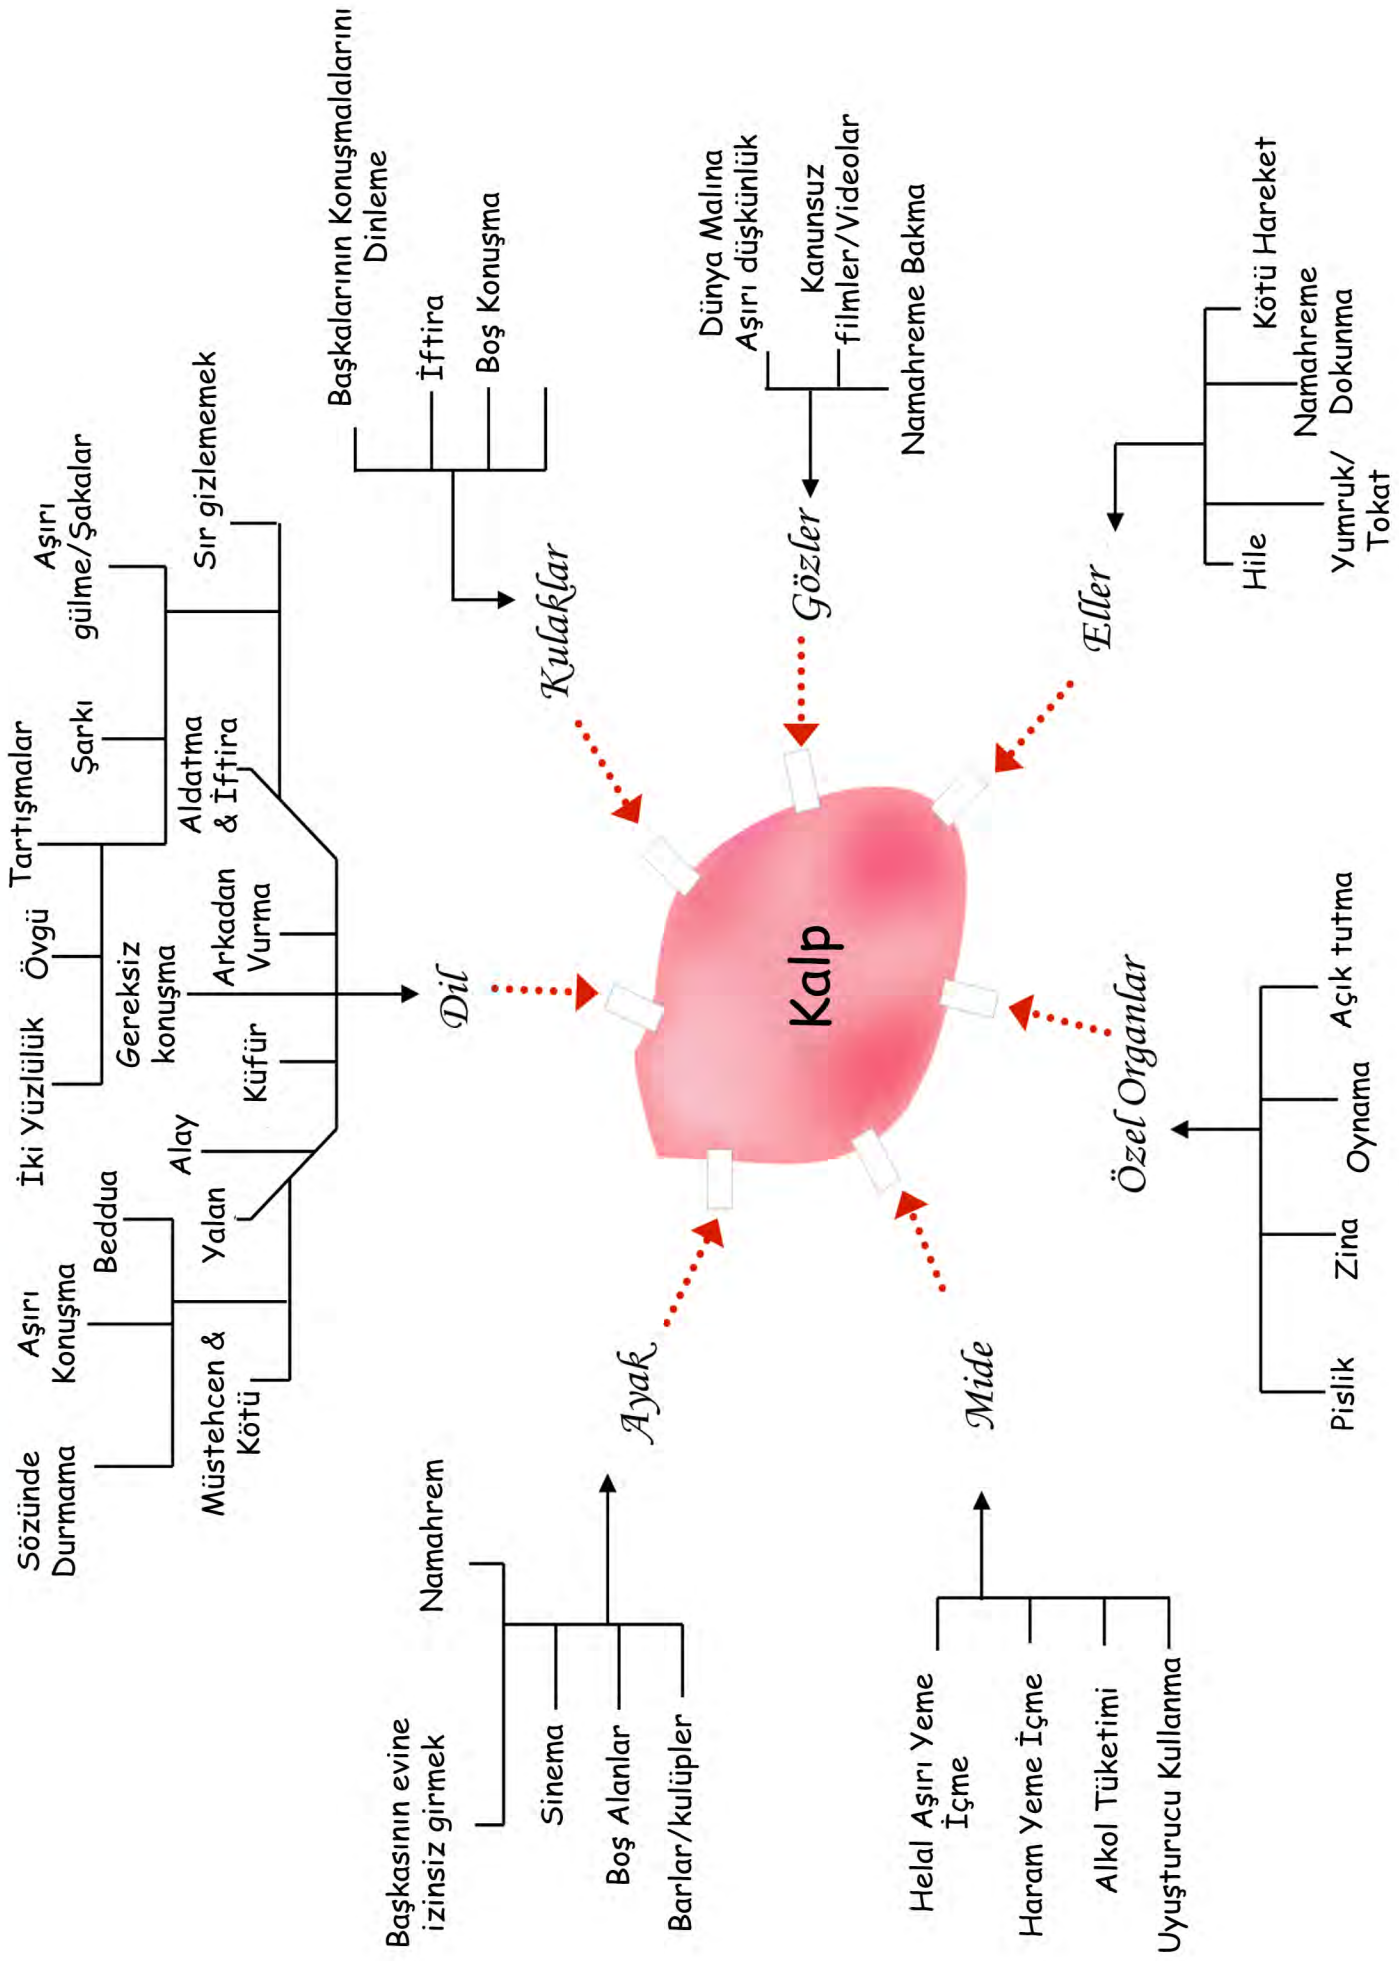 Sözünde
Durmama
Aşırı
Konuşma
Beddua
Müstehcen &
Kötü
Yalan
Alay
Küfür
İki Yüzlülük
Övgü
Tartışmalar
Gereksiz
konuşma
Arkadan
Vurma
Aldatma
& İftira
Şarkı
Aşırı
gülme/Şakalar
Sır gizlememek
Dil
Başkalarının Konuşmalalarını
Dinleme
İftira
Boş Konuşma
Kulaklar
Dünya Malına
Aşırı düşkünlük
Kanunsuz
filmler/Videolar
Namahreme Bakma
Gözler
Eller
Hile
Yumruk/
Tokat
Namahreme
Dokunma
Kötü Hareket
Kalp
Özel Organlar
Pislik
Zina
Oynama
Açık tutma
Mide
Helal Aşırı Yeme
İçme
Haram Yeme İçme
Alkol Tüketimi
Uyuşturucu Kullanma
Ayak
Başkasının evine
izinsiz girmek
Namahrem
Sinema
Boş Alanlar
Barlar/kulüpler